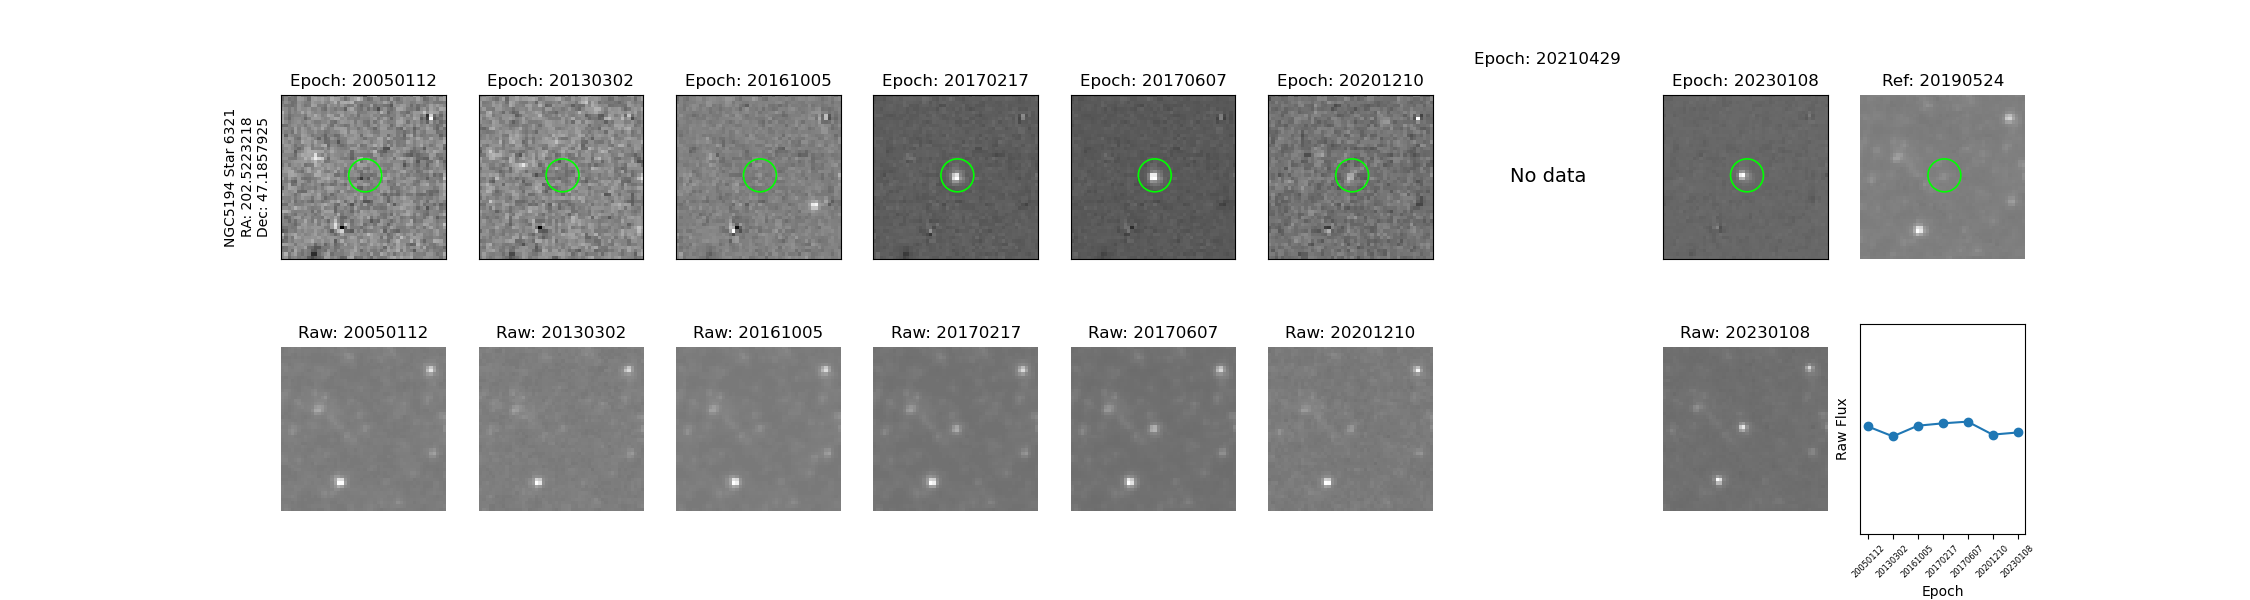 Epoch: 20210429
Epoch: 20050112
Epoch: 20130302
Epoch: 20161005
Epoch: 20170217
Epoch: 20170607
Epoch: 20201210
Epoch: 20230108
Ref: 20190524
NGC5194 Star 6321
RA: 202.5223218
Dec: 47.1857925
No data
Raw: 20050112
Raw: 20130302
Raw: 20161005
Raw: 20170217
Raw: 20170607
Raw: 20201210
Raw: 20230108
Raw Flux
20050112
20130302
20161005
20170217
20170607
20201210
20230108
Epoch